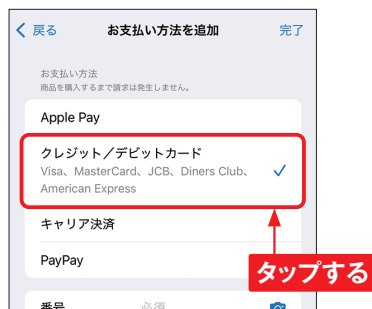 戻る お支払い方法を追加 完了
お支払い方法
商品を購入するまで請求は発生しません。
Apple Pay
クレジット／デビットカード
Visa、MasterCard、JCB、Diners Club、
American Express
キャリア決済
PayPay
タップする
番号 必須